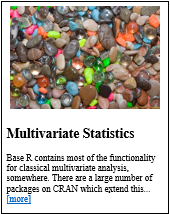 Multivariate Statistics
Base R contains most of the functionality
for classical multivariate analysis,
somewhere. There are a large number of
packages on CRAN which extend this...
[more]